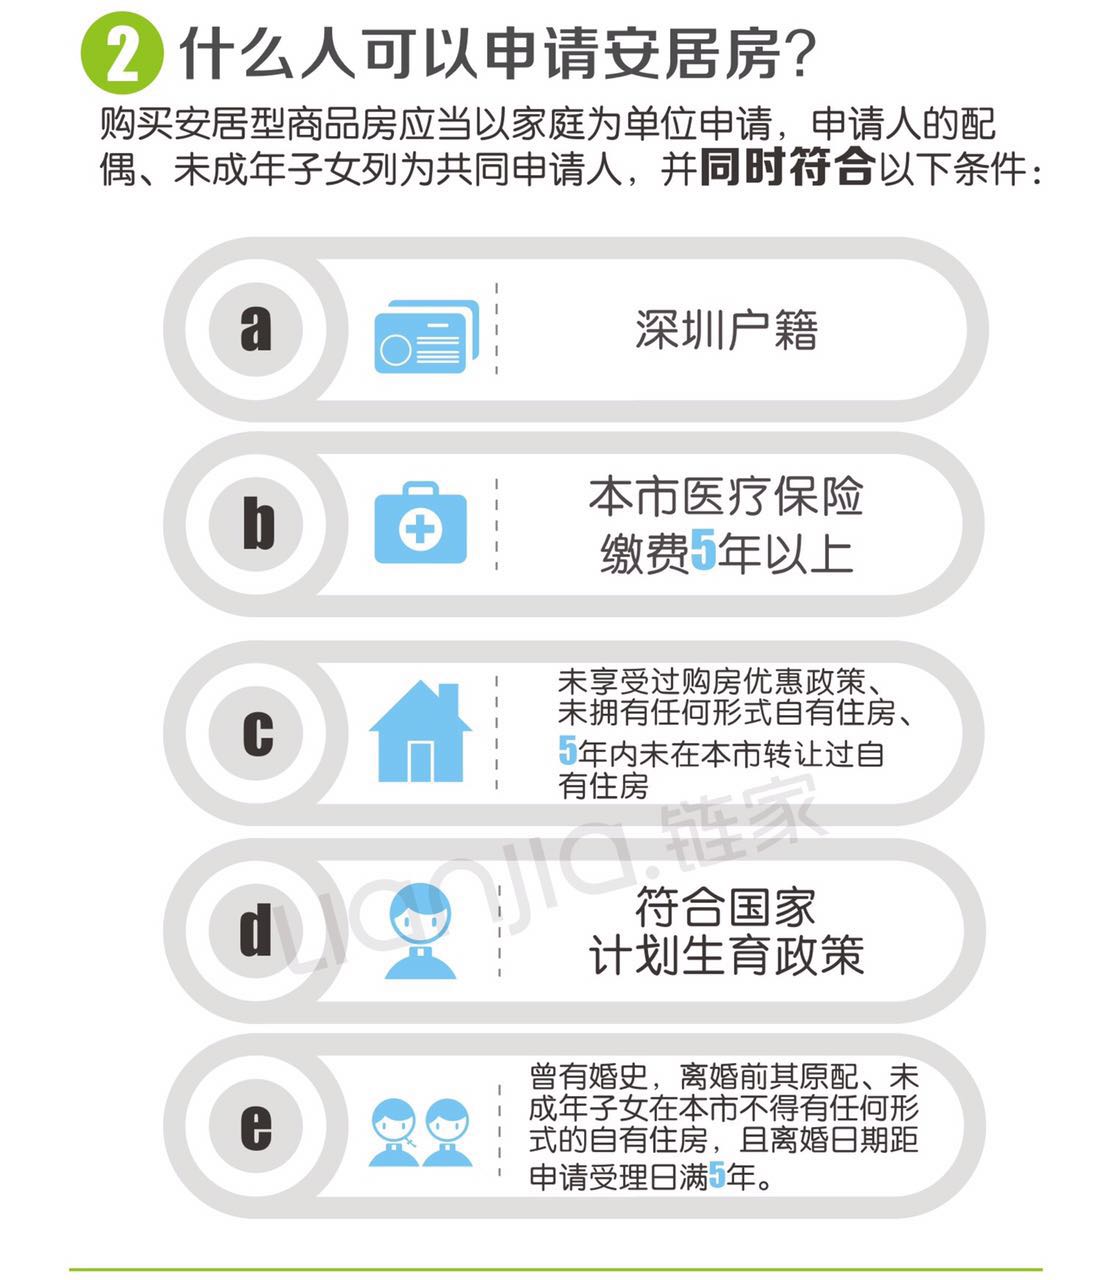 2 什么人可以申请安居房？
购买安居型商品房应当以家庭为单位申请，申请人的配
偶、未成年子女列为共同申请人，并同时符合以下条件：
a
深圳户籍
b
本市医疗保险
缴费5年以上
c
未享受过购房优惠政策、
未拥有任何形式自有住房、
5年内未在本市转让过自
有住房
Lianjia.链家
d
符合国家
计划生育政策
e
曾有婚史，离婚前其原配、未
成年子女在本市不得有任何形
式的自有住房，且离婚日期距
申请受理日满5年。